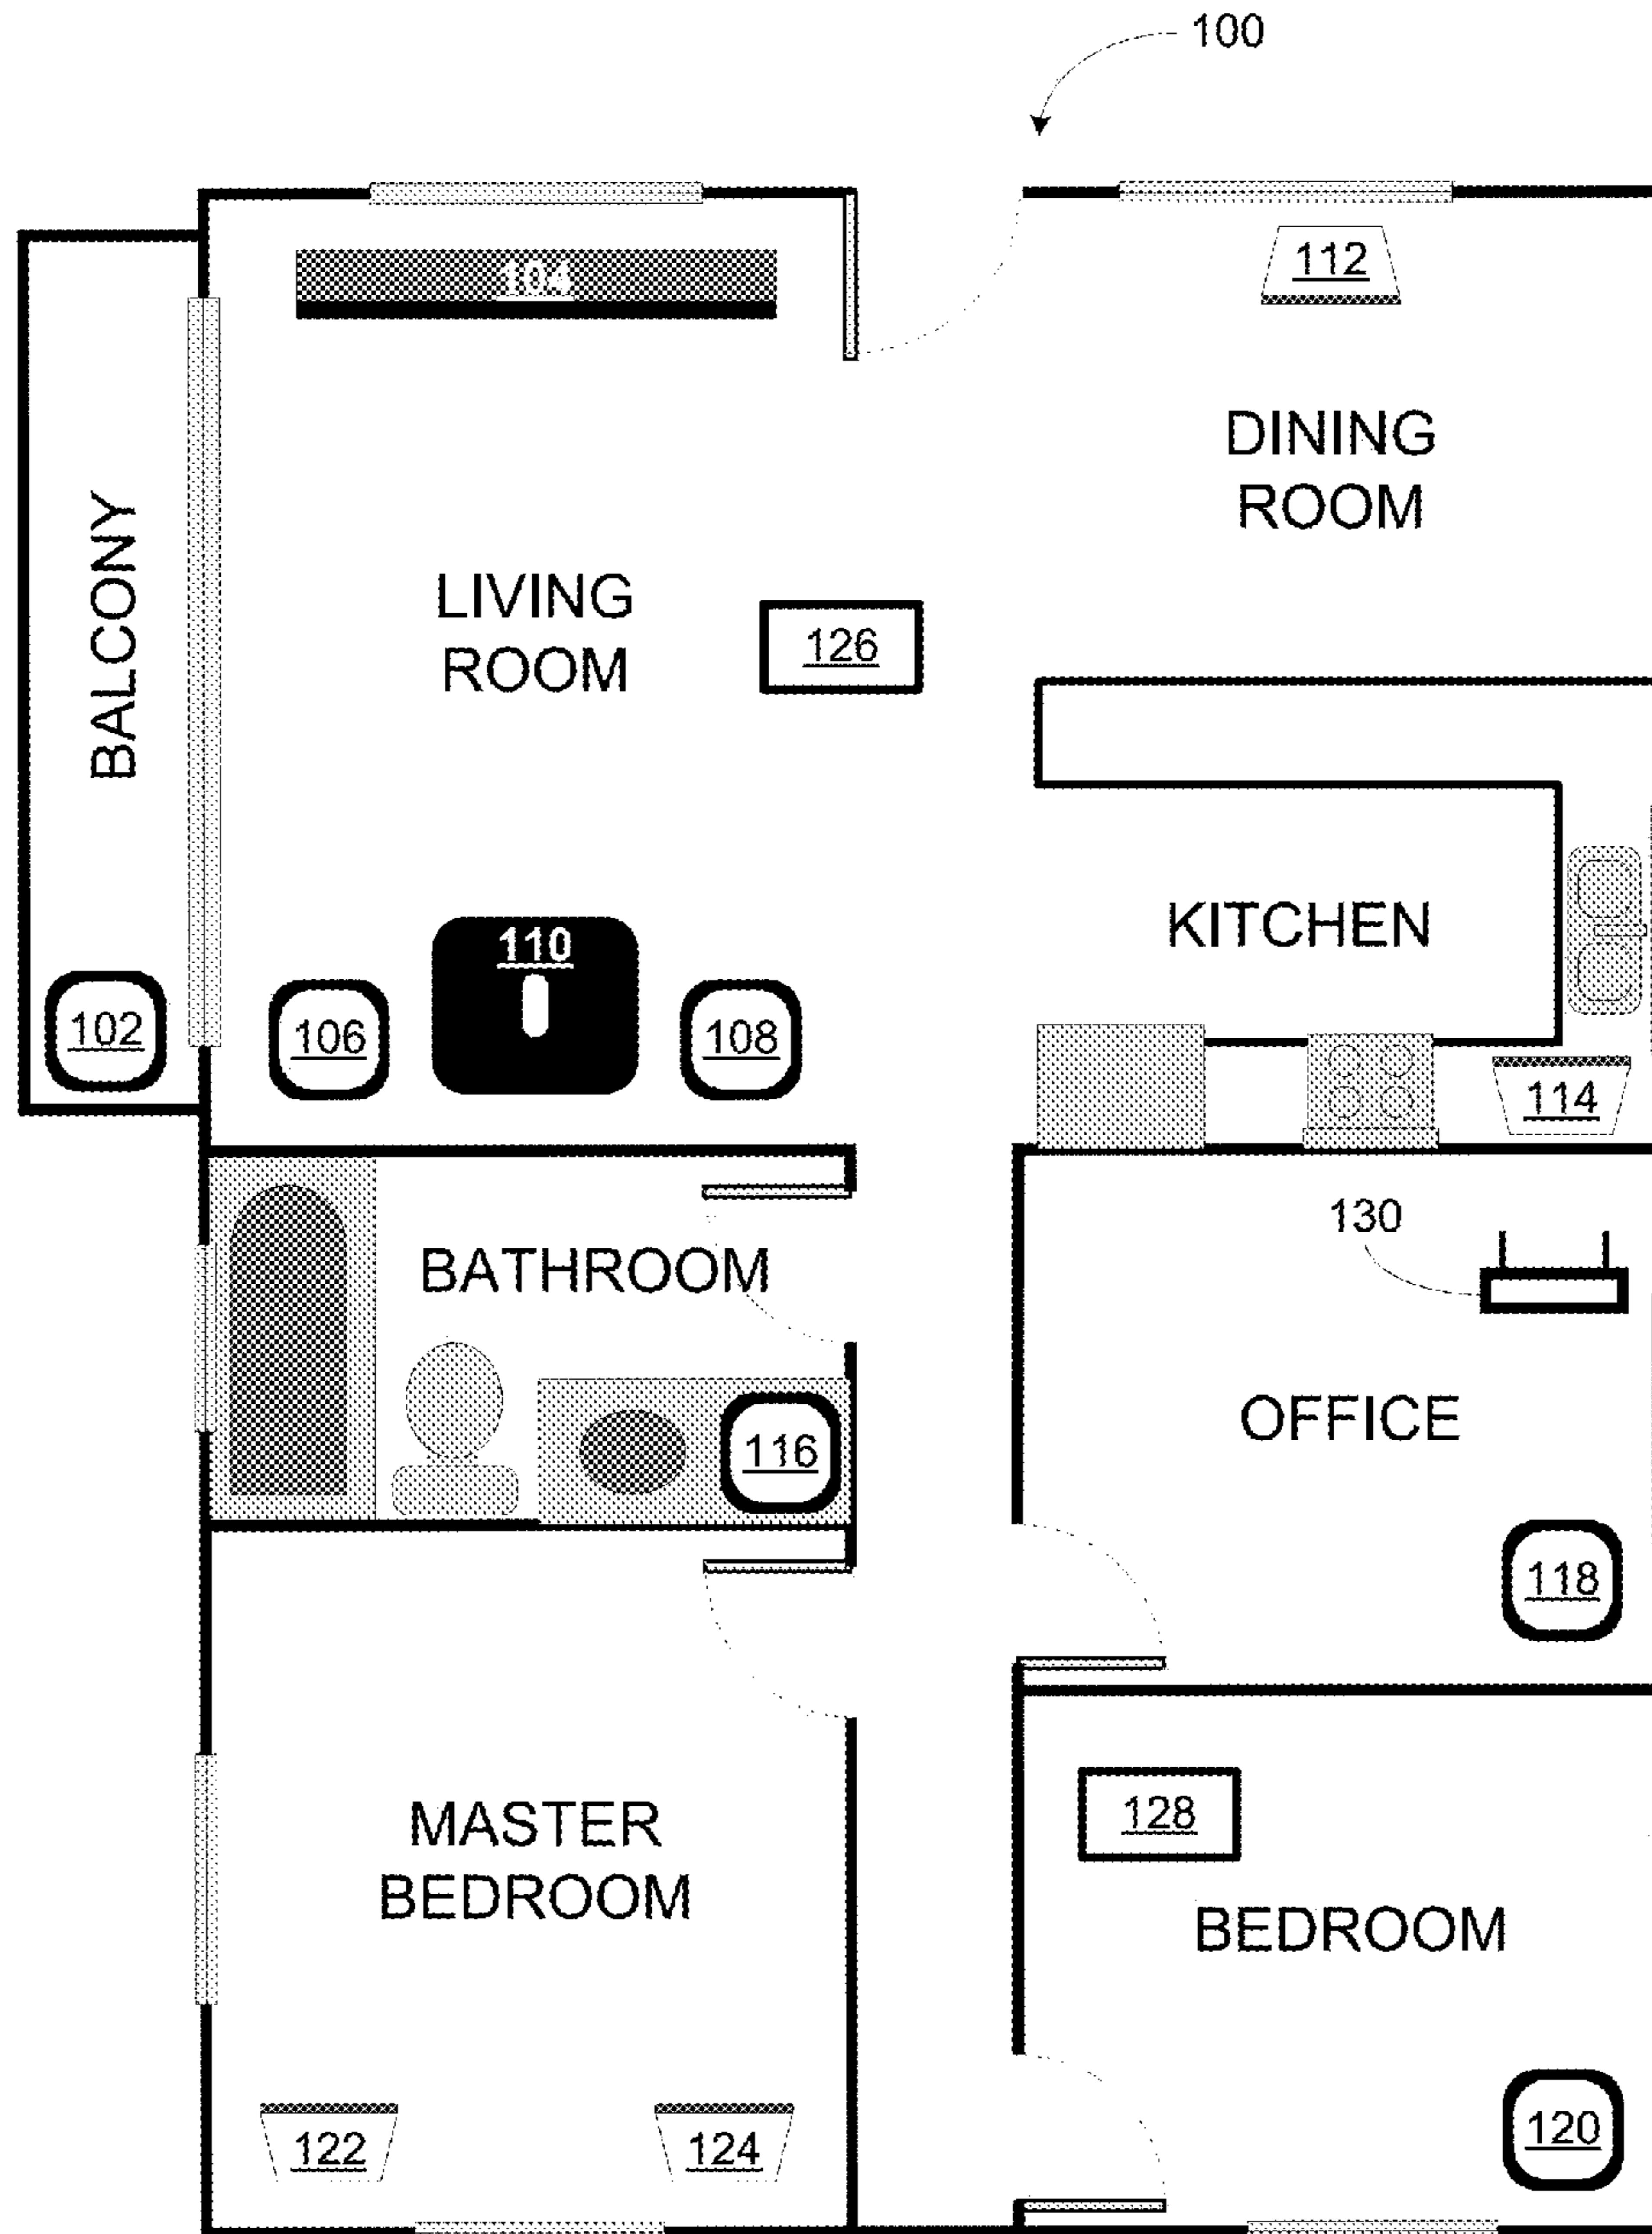 100
104
112
DINING
ROOM
BALCONY
LIVING
ROOM
126
KITCHEN
110
102
106
108
114
130
BATHROOM
OFFICE
116
118
128
MASTER
BEDROOM
BEDROOM
122
124
120